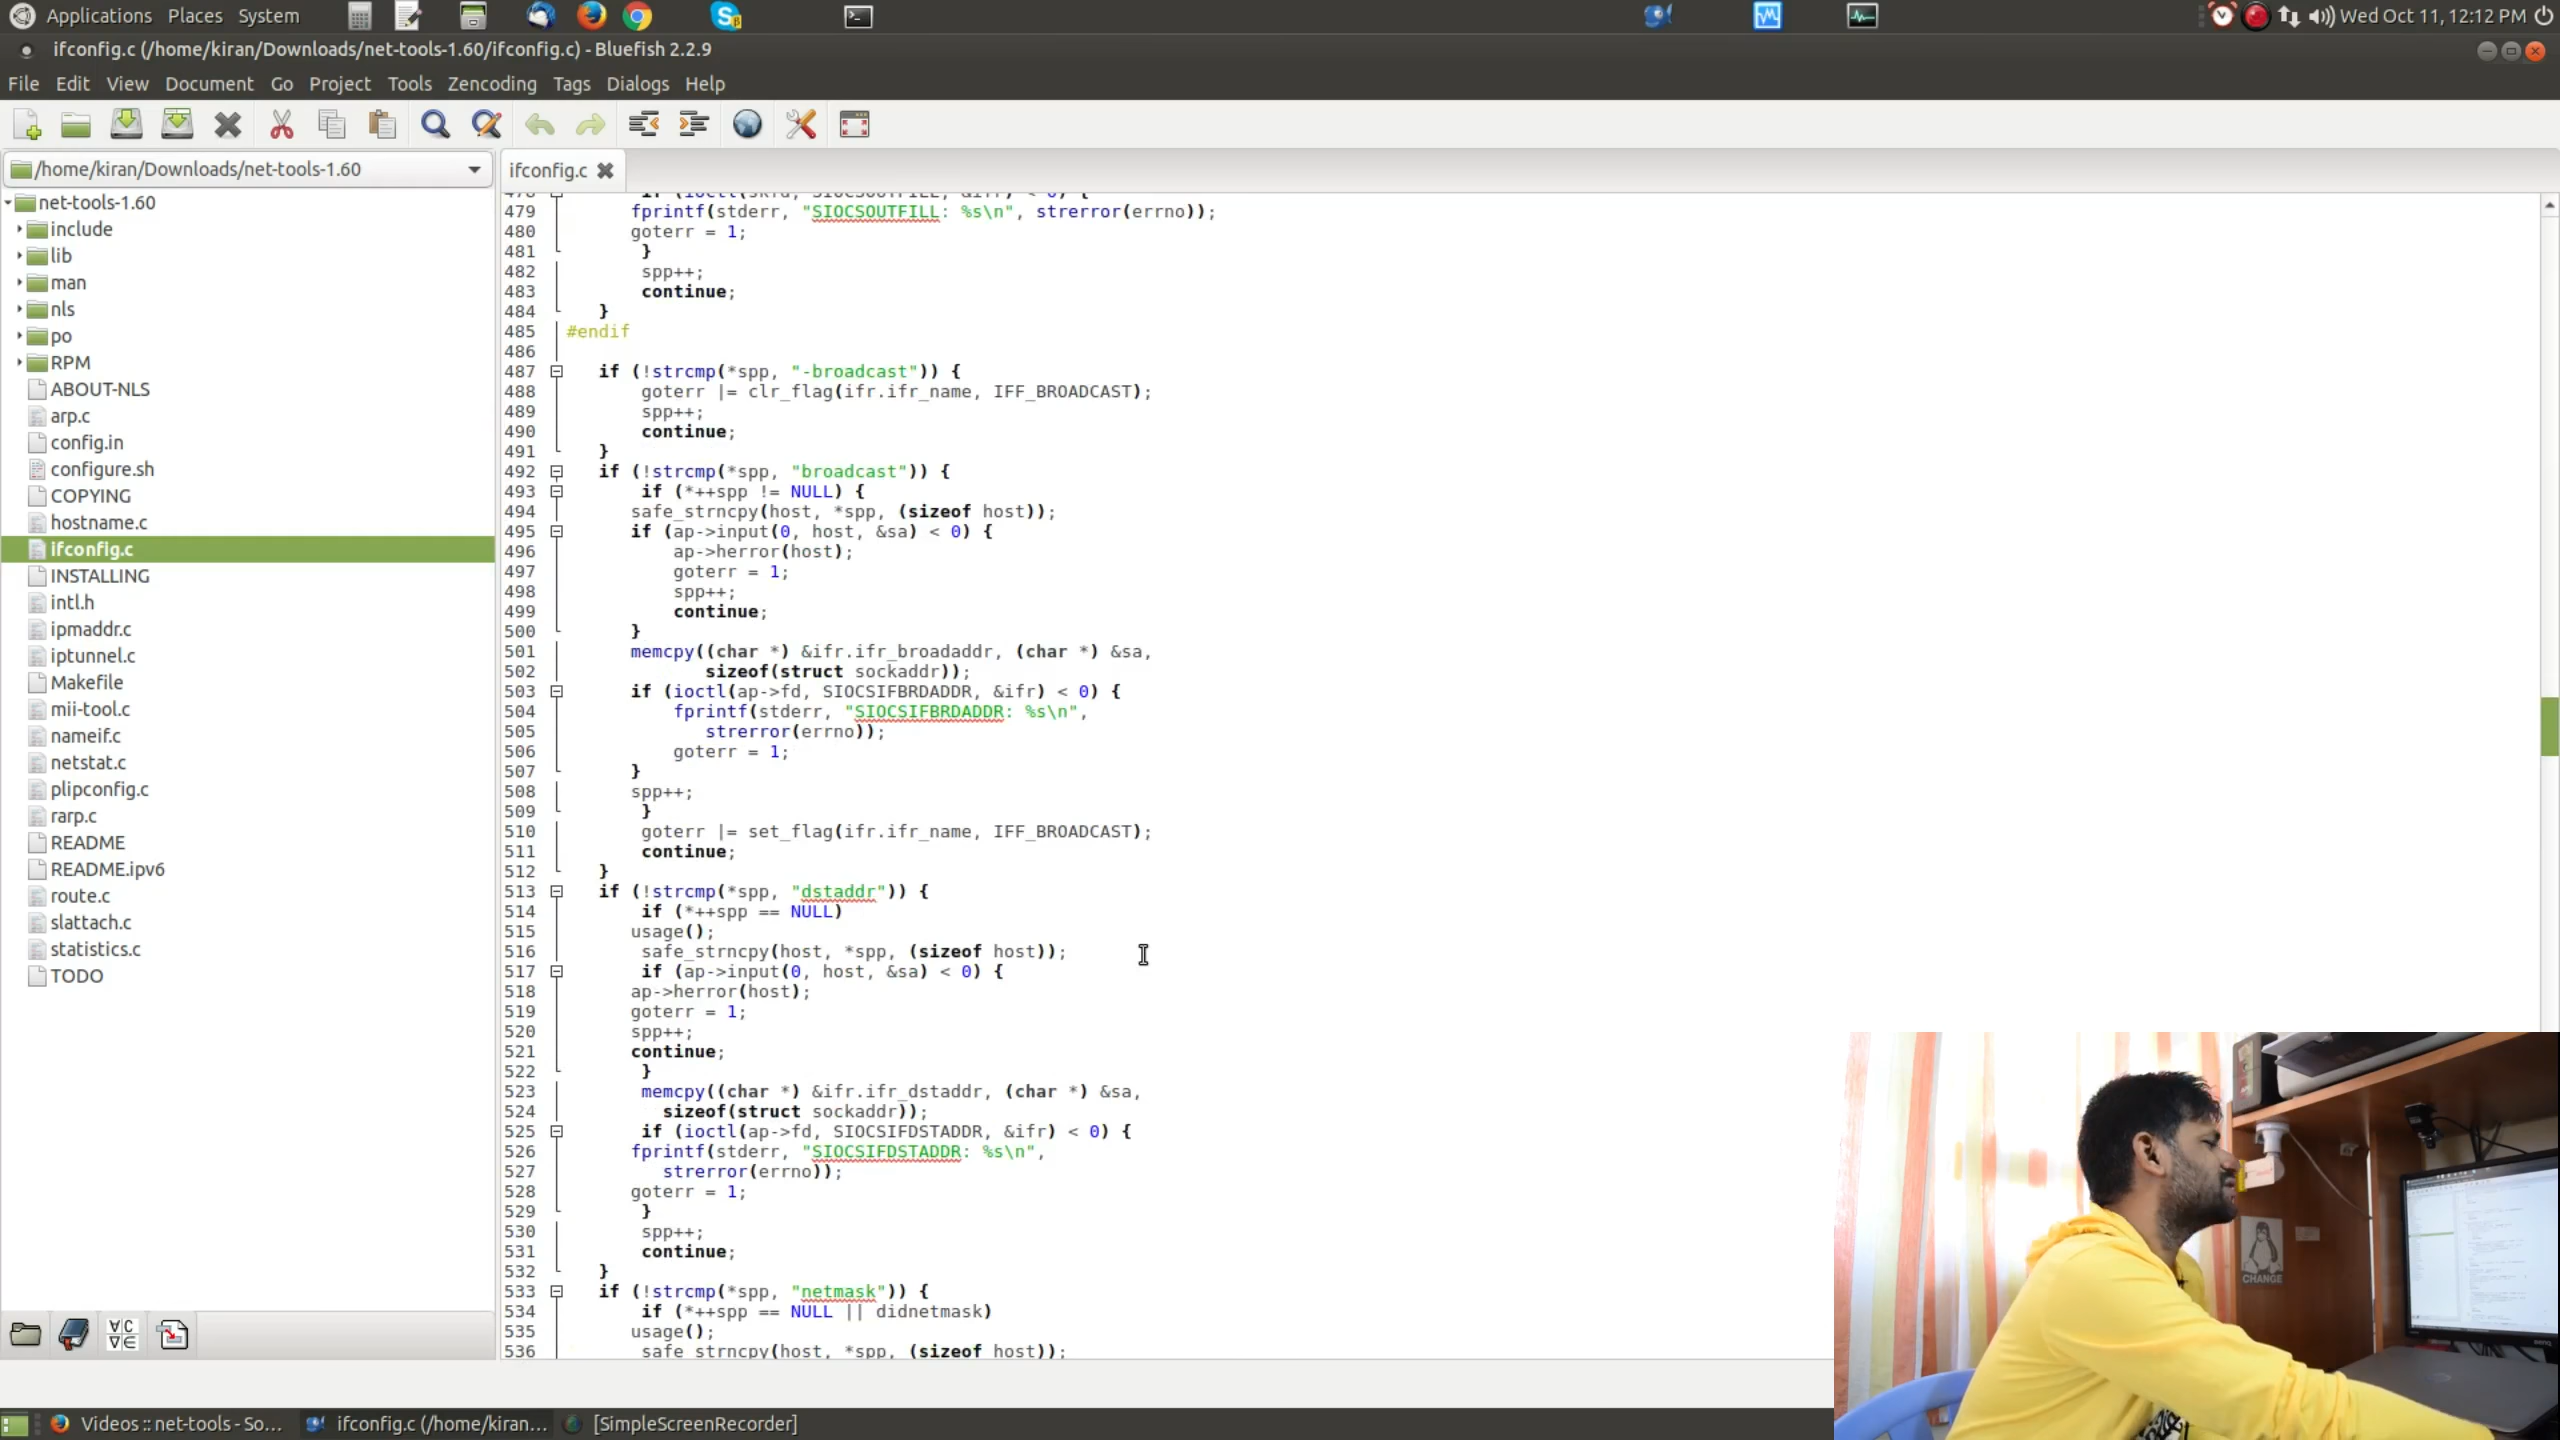 Applications Places System
Wed Oct 11, 12:12 PM
ifconfig.c (/home/kiran/Downloads/net-tools-1.60/ifconfig.c) - Bluefish 2.2.9
File Edit View Document Go Project Tools Zencoding Tags Dialogs Help
/home/kiran/Downloads/net-tools-1.60
net-tools-1.60
include
lib
man
nls
po
RPM
ABOUT-NLS
arp.c
config.in
configure.sh
COPYING
hostname.c
ifconfig.c
INSTALLING
intl.h
ipmaddr.c
iptunnel.c
Makefile
mii-tool.c
nameif.c
netstat.c
plipconfig.c
rarp.c
README
README.ipv6
route.c
slattach.c
statistics.c
TODO
ifconfig.c
478 if (ioctl(skfd, SIOCSOUTFILL, &ifr) < 0) {
479 fprintf(stderr, "SIOCSOUTFILL: %s\n", strerror(errno));
480 goterr = 1;
481 }
482 spp++;
483 continue;
484 }
485 #endif
486
487 if (!strcmp(*spp, "-broadcast")) {
488 goterr |= clr_flag(ifr.ifr_name, IFF_BROADCAST);
489 spp++;
490 continue;
491 }
492 if (!strcmp(*spp, "broadcast")) {
493 if (*++spp != NULL) {
494 safe_strncpy(host, *spp, (sizeof host));
495 if (ap->input(0, host, &sa) < 0) {
496 ap->herror(host);
497 goterr = 1;
498 spp++;
499 continue;
500 }
501 memcpy((char *) &ifr.ifr_broadaddr, (char *) &sa,
502 sizeof(struct sockaddr));
503 if (ioctl(ap->fd, SIOCSIFBRDADDR, &ifr) < 0) {
504 fprintf(stderr, "SIOCSIFBRDADDR: %s\n",
505 strerror(errno));
506 goterr = 1;
507 }
508 spp++;
509 }
510 goterr |= set_flag(ifr.ifr_name, IFF_BROADCAST);
511 continue;
512 }
513 if (!strcmp(*spp, "dstaddr")) {
514 if (*++spp == NULL)
515 usage();
516 safe_strncpy(host, *spp, (sizeof host));
517 if (ap->input(0, host, &sa) < 0) {
518 ap->herror(host);
519 goterr = 1;
520 spp++;
521 continue;
522 }
523 memcpy((char *) &ifr.ifr_dstaddr, (char *) &sa,
524 sizeof(struct sockaddr));
525 if (ioctl(ap->fd, SIOCSIFDSTADDR, &ifr) < 0) {
526 fprintf(stderr, "SIOCSIFDSTADDR: %s\n",
527 strerror(errno));
528 goterr = 1;
529 }
530 spp++;
531 continue;
532 }
533 if (!strcmp(*spp, "netmask")) {
534 if (*++spp == NULL || didnetmask)
535 usage();
536 safe_strncpy(host, *spp, (sizeof host));
CHANGE
Videos :: net-tools - So...
ifconfig.c (/home/kiran...
[SimpleScreenRecorder]